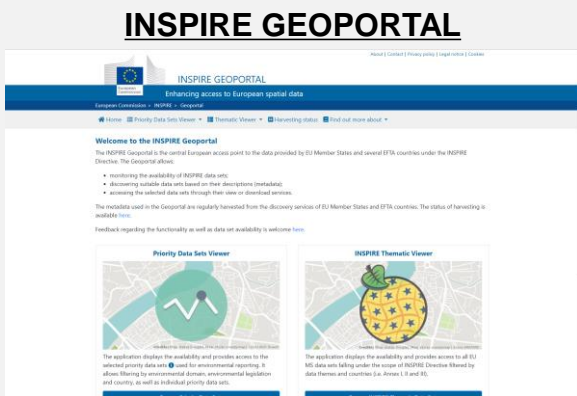 INSPIRE GEOPORTAL
About | Contact | Privacy policy | Legal notice | Cookies
European
Commission
INSPIRE GEOPORTAL
Enhancing access to European spatial data
European Commission > INSPIRE > Geoportal
Home Priority Data Sets Viewer Thematic Viewer Harvesting status Find out more about
Welcome to the INSPIRE Geoportal
The INSPIRE Geoportal is the central European access point to the data provided by EU Member States and several EFTA countries under the INSPIRE
Directive. The Geoportal allows:
• monitoring the availability of INSPIRE data sets;
• discovering suitable data sets based on their descriptions (metadata);
• accessing the selected data sets through their view or download services.
The metadata used in the Geoportal are regularly harvested from the discovery services of EU Member States and EFTA countries. The status of harvesting is
available here.
Feedback regarding the functionality as well as data set availability is welcome here.
Priority Data Sets Viewer
INSPIRE Thematic Viewer
The application displays the availability and provides access to the
selected priority data sets used for environmental reporting. It
allows filtering by environmental domain, environmental legislation
and country, as well as individual priority data sets.
The application displays the availability and provides access to all EU
MS data sets falling under the scope of INSPIRE Directive filtered by
data themes and countries (i.e. Annex I, II and III).